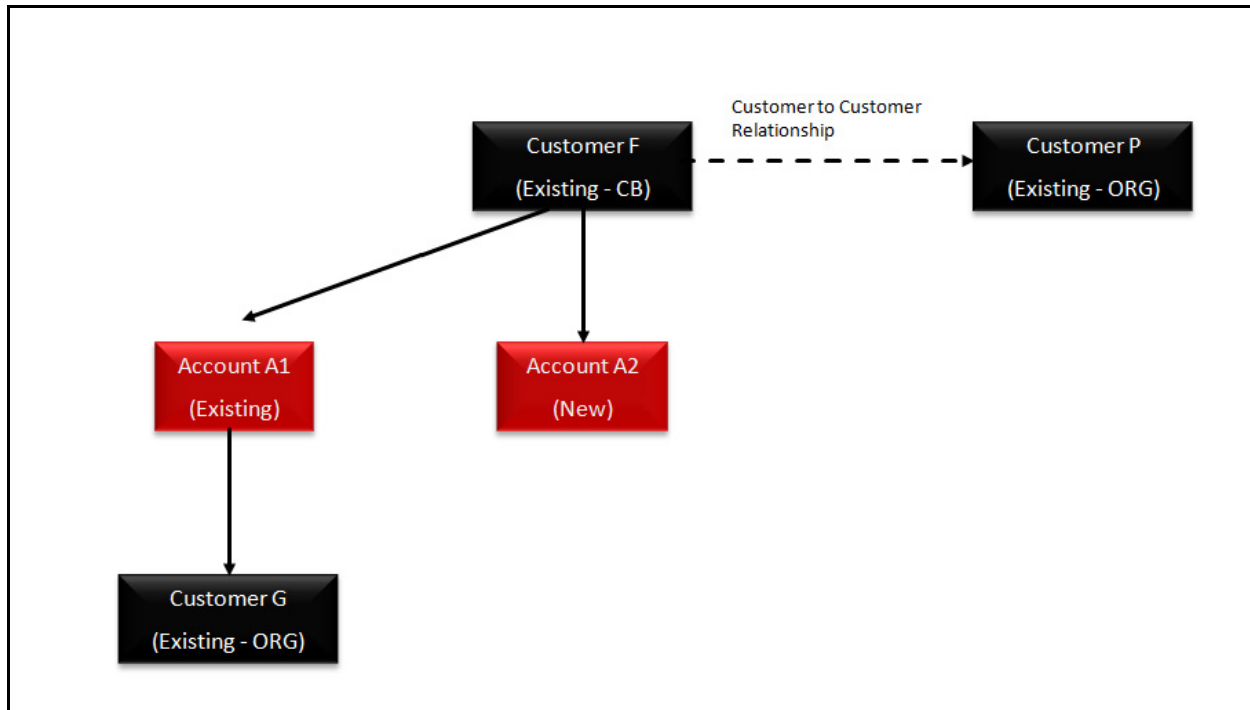 Customer to Customer
Relationship
Customer F
(Existing - CB)
Customer P
(Existing - ORG)
Account A1
(Existing)
Account A2
(New)
Customer G
(Existing - ORG)